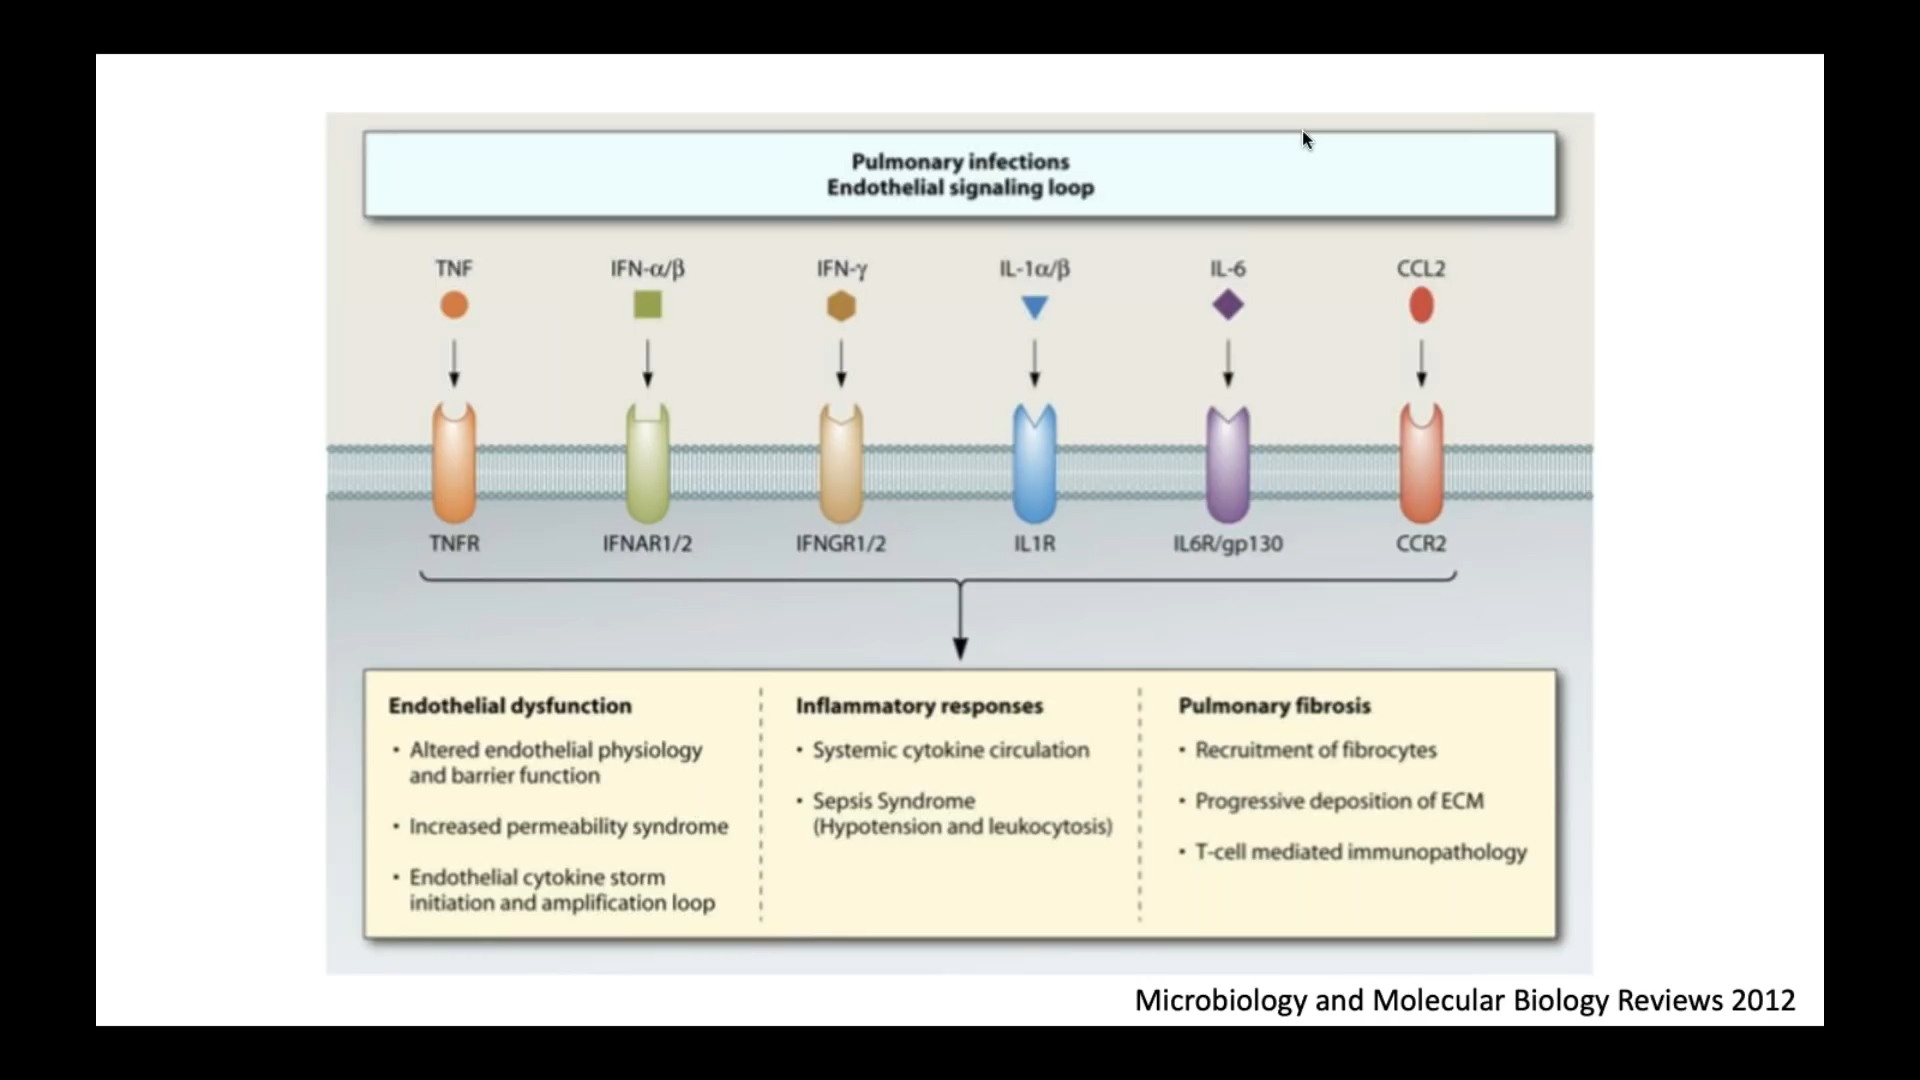 Pulmonary infections
Endothelial signaling loop
TNF
IFN-α/β
IFN-γ
IL-1α/β
IL-6
CCL2
TNFR
IFNAR1/2
IFNGR1/2
IL1R
IL6R/gp130
CCR2
Endothelial dysfunction
• Altered endothelial physiology
and barrier function
• Increased permeability syndrome
• Endothelial cytokine storm
initiation and amplification loop
Inflammatory responses
• Systemic cytokine circulation
• Sepsis Syndrome
(Hypotension and leukocytosis)
Pulmonary fibrosis
• Recruitment of fibrocytes
• Progressive deposition of ECM
• T-cell mediated immunopathology
Microbiology and Molecular Biology Reviews 2012